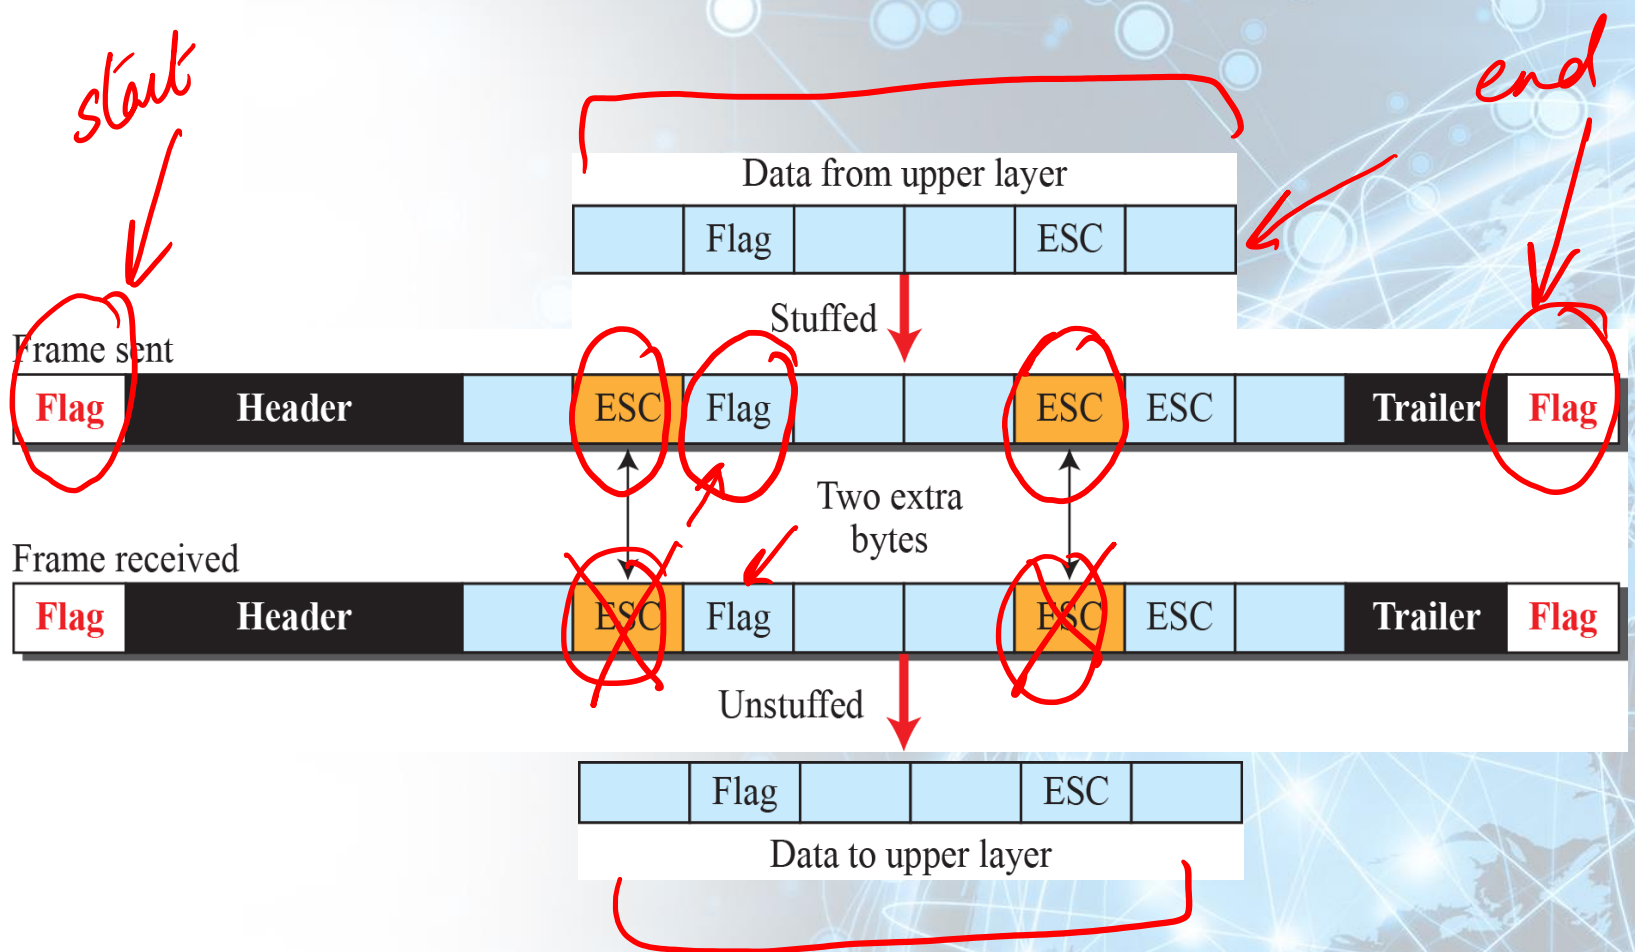 start
end
Data from upper layer
Flag ESC
Stuffed
Frame sent
Flag Header ESC Flag ESC ESC Trailer Flag
Two extra
bytes
Frame received
Flag Header ESC Flag ESC ESC Trailer Flag
Unstuffed
Flag ESC
Data to upper layer